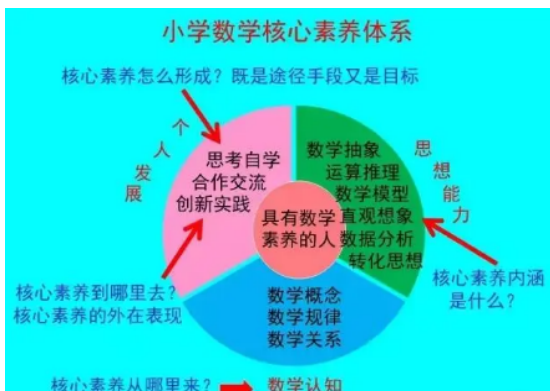 小学数学核心素养体系
核心素养怎么形成？既是途径手段又是目标
个人发展
思考自学
合作交流
创新实践
数学抽象
运算推理
数学模型
直观想象
数据分析
转化思想
思想能力
具有数学
素养的人
核心素养内涵
是什么？
核心素养到哪里去？
核心素养的外在表现
数学概念
数学规律
数学关系
核心素养从哪里来？
数学认知